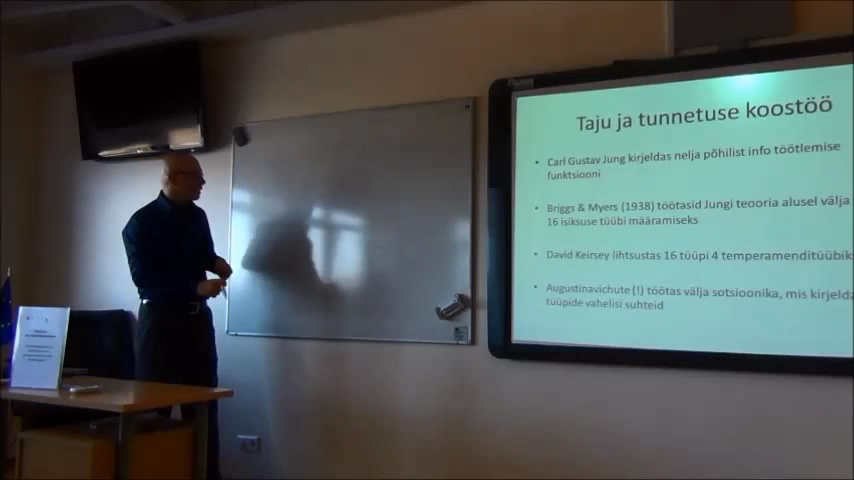 Taju ja tunnetuse koostöö
• Carl Gustav Jung kirjeldas nelja põhilist info töötlemise
funktsiooni
• Briggs & Myers (1938) töötasid Jungi teooria alusel välja
16 isiksuse tüübi määramiseks
• David Keirsey lihtsustas 16 tüüpi 4 temperamenditüübik
• Augustinavichute (!) töötas välja sotsioonika, mis kirjelda
tüüpide vahelisi suhteid